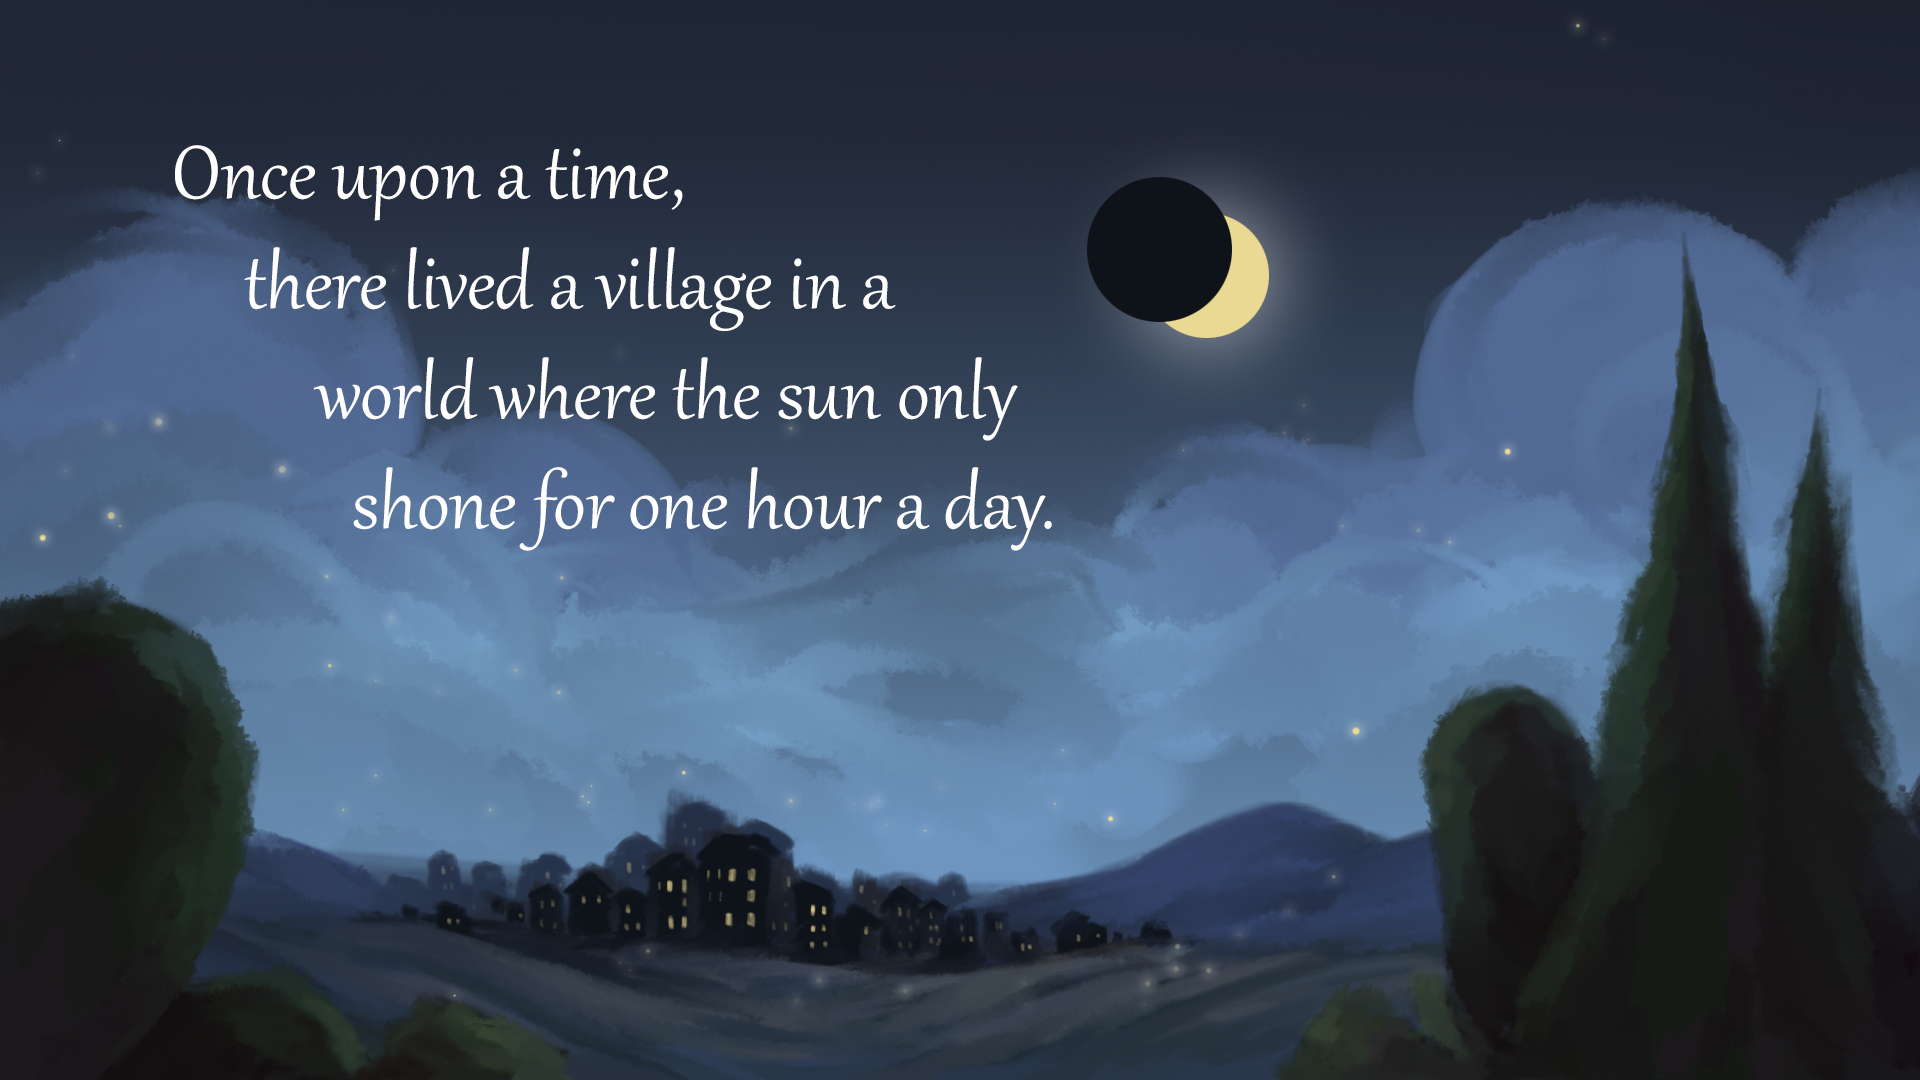 Once upon a time,
there lived a village in a
world where the sun only
shone for one hour a day.